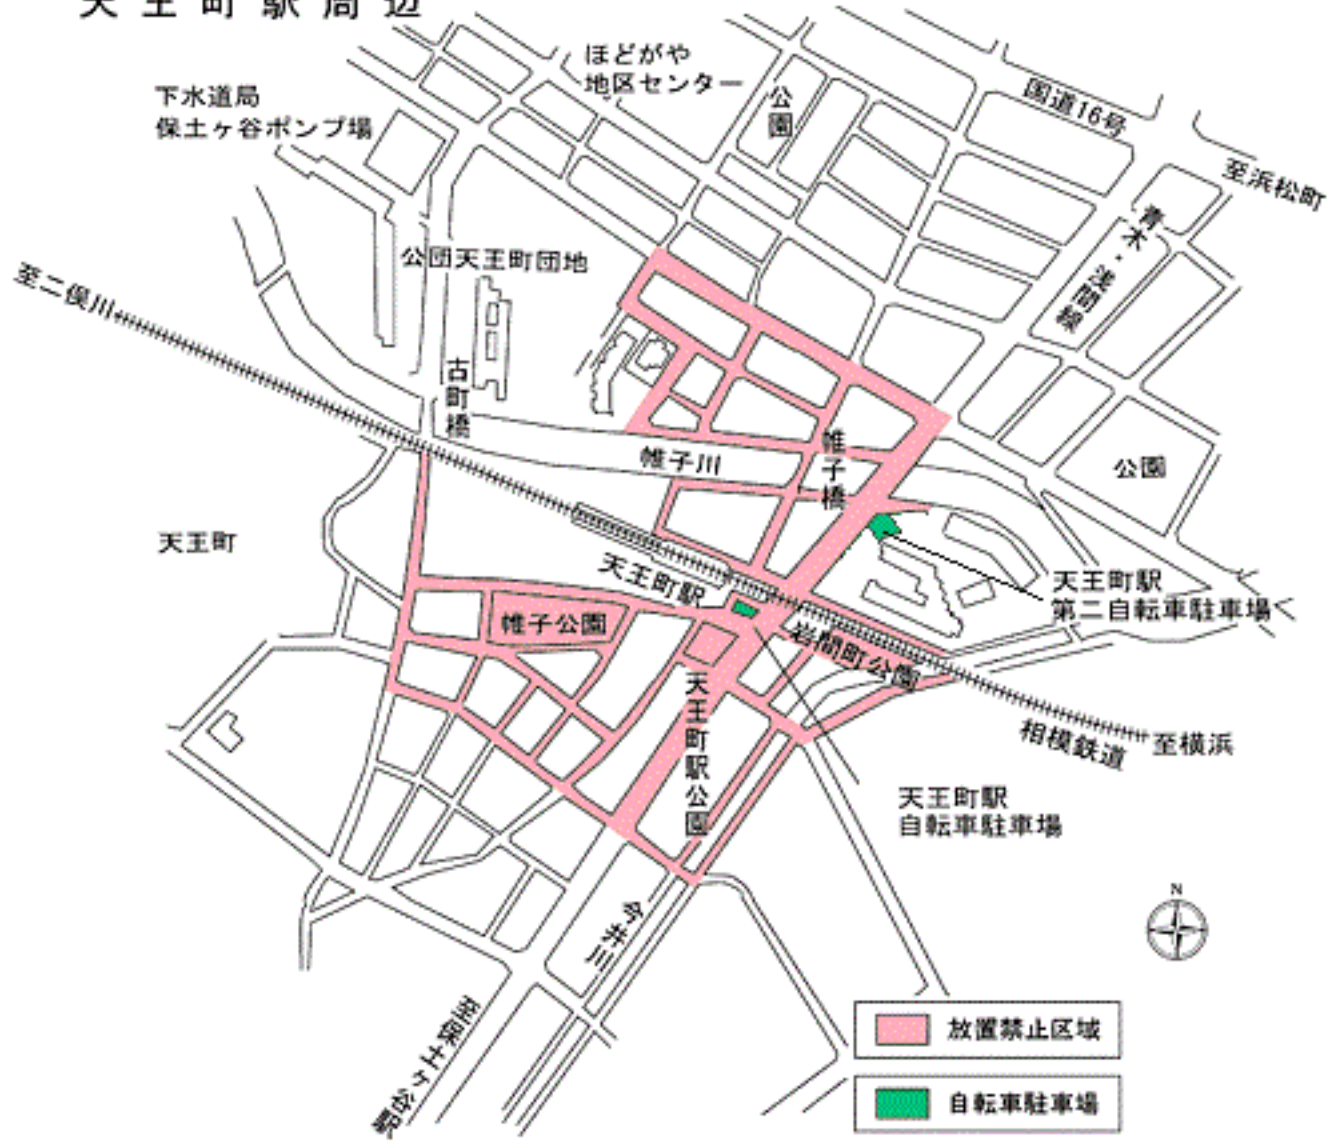 天王町駅周辺
ほどがや
地区センター
下水道局
保土ヶ谷ポンプ場
公園
国道16号
至浜松町
青木・浅間線
公団天王町団地
至二俣川
古町橋
帷子川
帷子橋
公園
天王町
天王町駅
帷子公園
岩間町公園
天王町駅
第二自転車駐車場
天王町駅公園
相模鉄道
至横浜
天王町駅
自転車駐車場
今井川
至保土ヶ谷駅
N
放置禁止区域
自転車駐車場